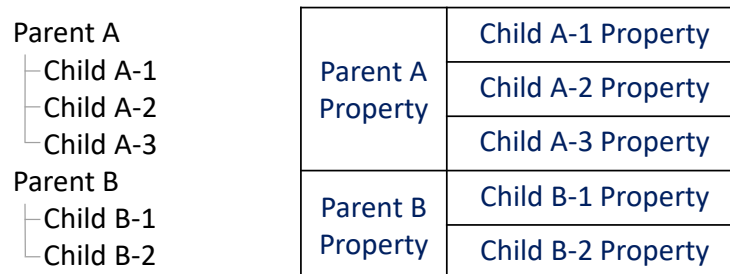 Parent A
Child A-1
Child A-2
Child A-3
Parent B
Child B-1
Child B-2
Parent A
Property
Child A-1 Property
Child A-2 Property
Child A-3 Property
Parent B
Property
Child B-1 Property
Child B-2 Property